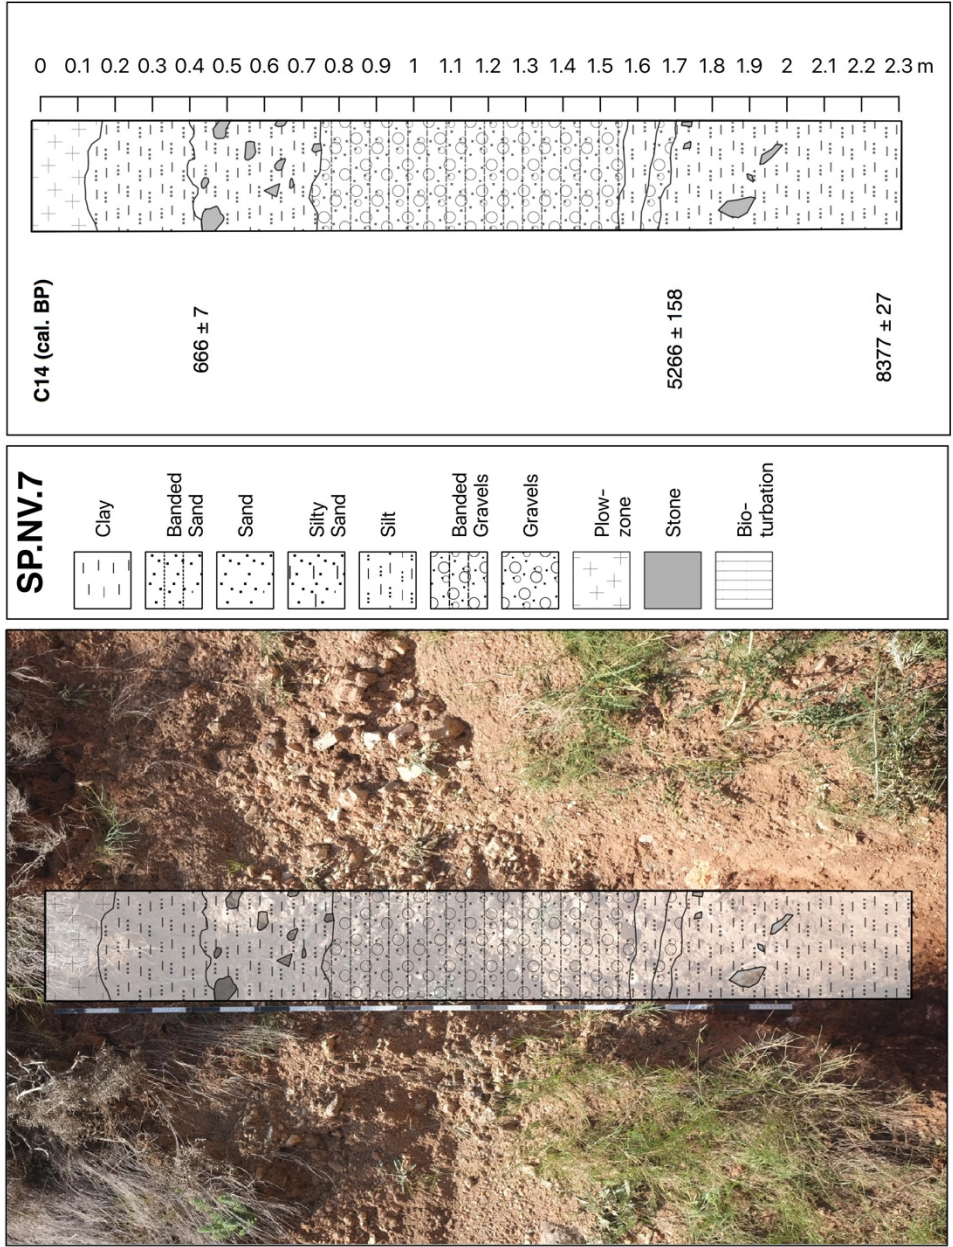 0 0.1 0.2 0.3 0.4 0.5 0.6 0.7 0.8 0.9 1 1.1 1.2 1.3 1.4 1.5 1.6 1.7 1.8 1.9 2 2.1 2.2 2.3 m
C14 (cal. BP)
666 ± 7
5266 ± 158
8377 ± 27
SP.NV.7
Clay
Banded
Sand
Sand
Silty
Sand
Silt
Banded
Gravels
Gravels
Plow-
zone
Stone
Bio-
turbation